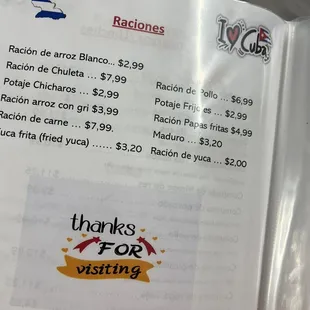 Raciones
I Cuba
Ración de arroz Blanco... $2,99
Ración de Chuleta ... $7,99
Potaje Chicharos ... $2,99
Ración arroz con gri $3,99
Ración de carne ... $7,99.
Yuca frita (fried yuca) ...... $3,20
Ración de Pollo ... $6,99
Potaje Frijoles ... $2,99
Ración Papas fritas $4,99
Maduro ... $3,20
Ración de yuca ... $2,00
thanks
FOR
visiting